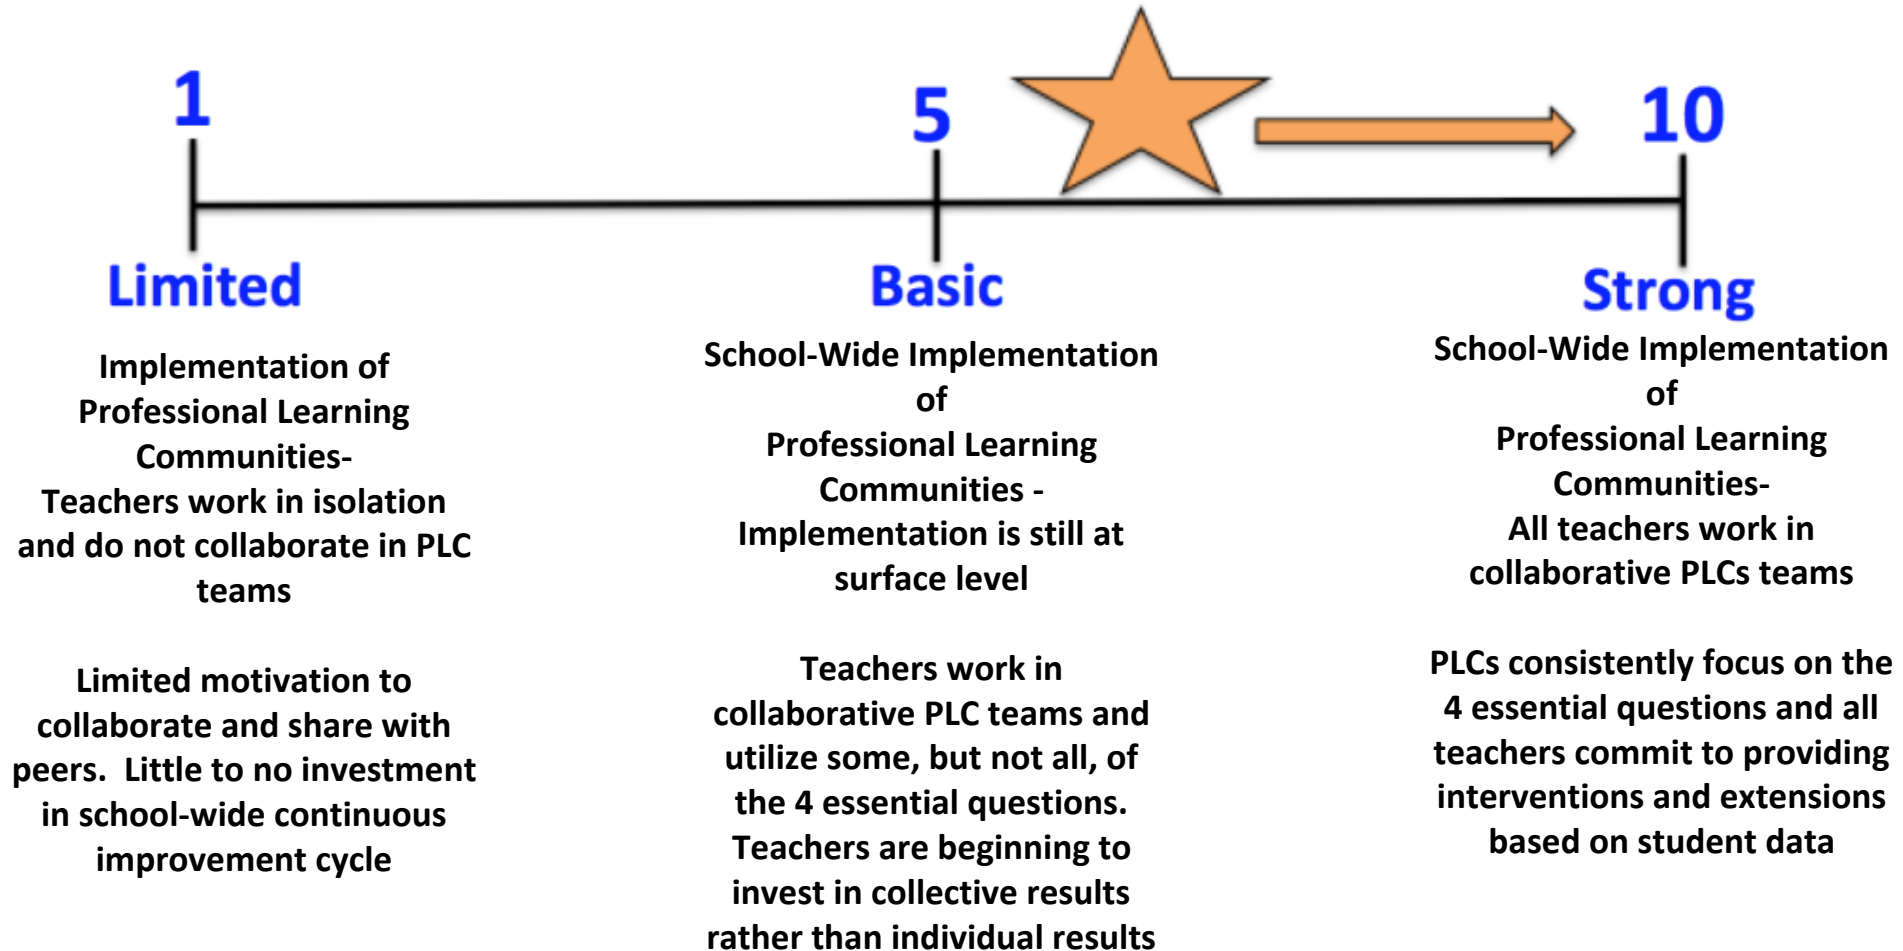 1
5
10
Limited
Basic
Strong
Implementation of
Professional Learning
Communities-
Teachers work in isolation
and do not collaborate in PLC
teams
Limited motivation to
collaborate and share with
peers.  Little to no investment
in school-wide continuous
improvement cycle
School-Wide Implementation
of
Professional Learning
Communities -
Implementation is still at
surface level
Teachers work in
collaborative PLC teams and
utilize some, but not all, of
the 4 essential questions.
Teachers are beginning to
invest in collective results
rather than individual results
School-Wide Implementation
of
Professional Learning
Communities-
All teachers work in
collaborative PLCs teams
PLCs consistently focus on the
4 essential questions and all
teachers commit to providing
interventions and extensions
based on student data